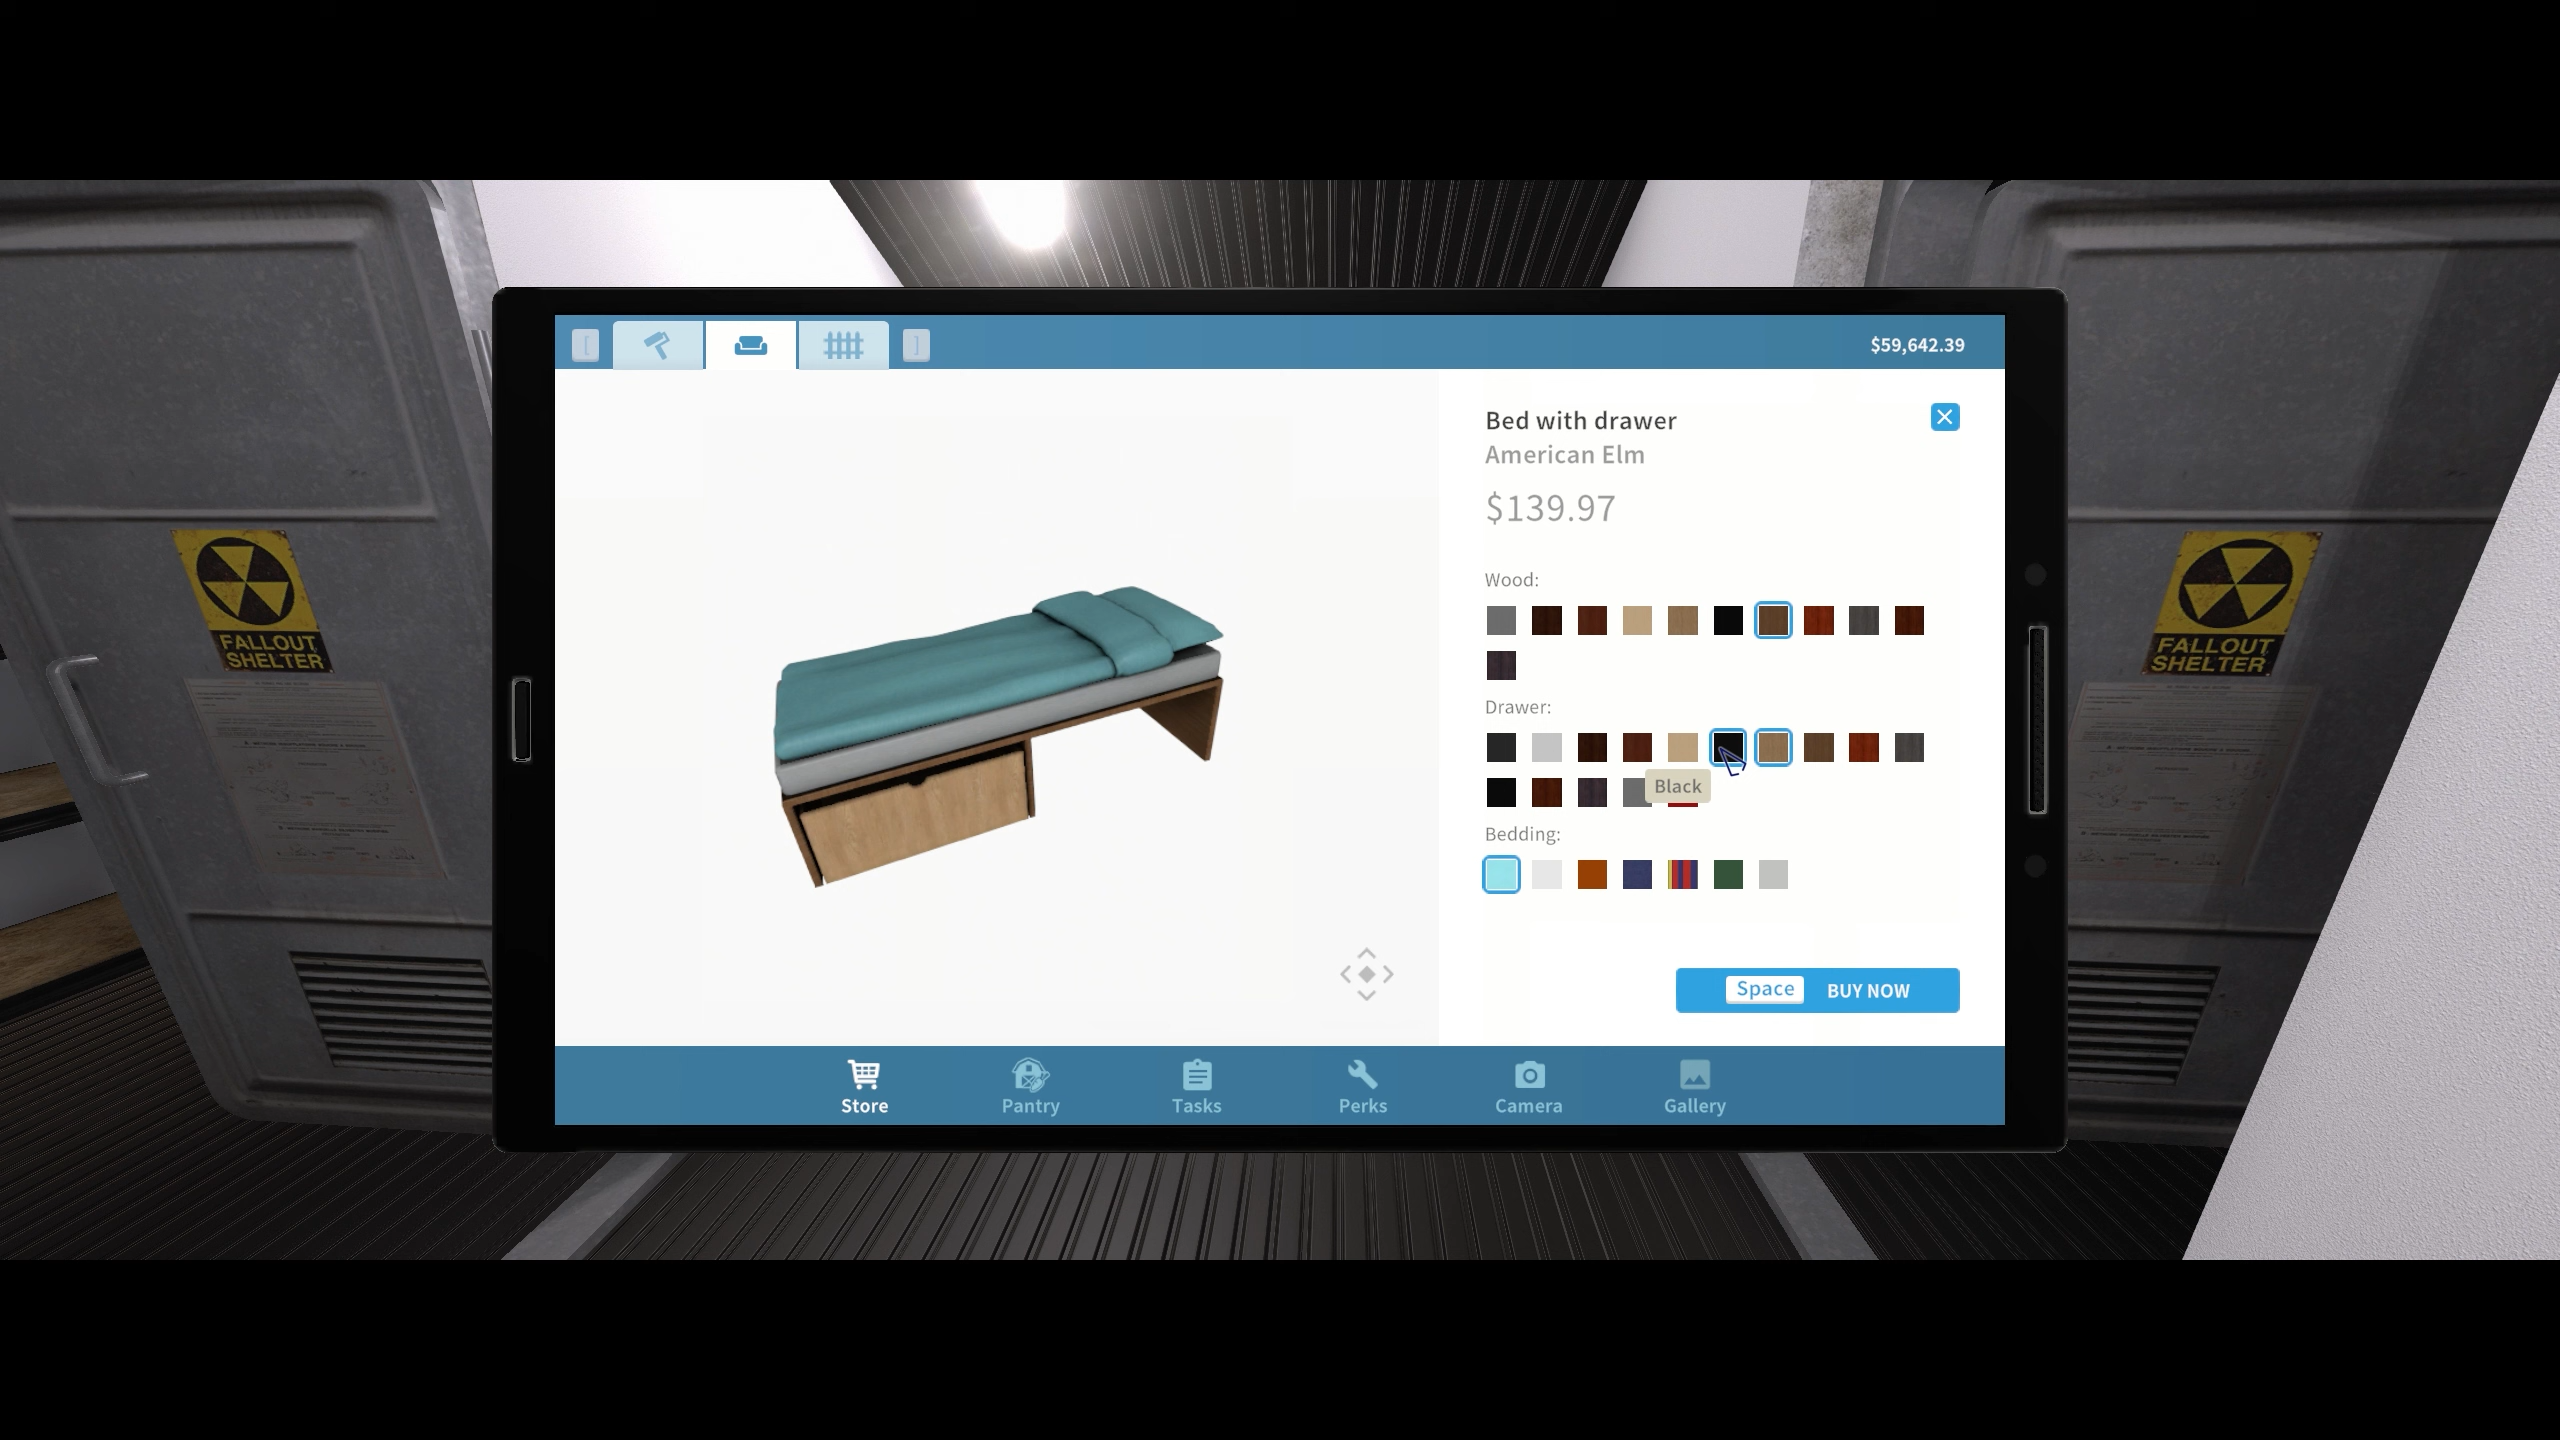 [
]
$59,642.39
Bed with drawer
American Elm
$139.97
Wood:
Drawer:
Black
Bedding:
Space BUY NOW
Store
Pantry
Tasks
Perks
Camera
Gallery
FALLOUT
SHELTER
FALLOUT
SHELTER